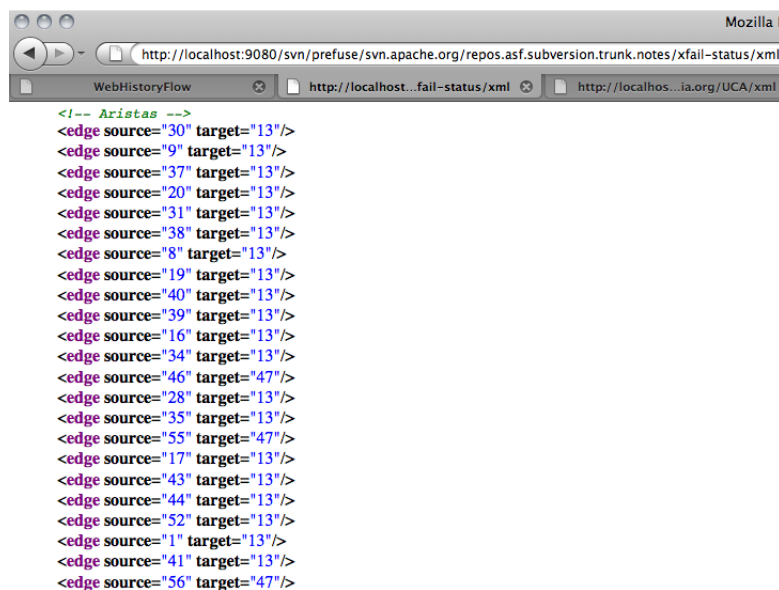 Mozilla
http://localhost:9080/svn/prefuse/svn.apache.org/repos.asf.subversion.trunk.notes/xfail-status/xml
WebHistoryFlow http://localhost...fail-status/xml http://localhos...ia.org/UCA/xml
<!-- Aristas -->
<edge source="30" target="13"/>
<edge source="9" target="13"/>
<edge source="37" target="13"/>
<edge source="20" target="13"/>
<edge source="31" target="13"/>
<edge source="38" target="13"/>
<edge source="8" target="13"/>
<edge source="19" target="13"/>
<edge source="40" target="13"/>
<edge source="39" target="13"/>
<edge source="16" target="13"/>
<edge source="34" target="13"/>
<edge source="46" target="47"/>
<edge source="28" target="13"/>
<edge source="35" target="13"/>
<edge source="55" target="47"/>
<edge source="17" target="13"/>
<edge source="43" target="13"/>
<edge source="44" target="13"/>
<edge source="52" target="13"/>
<edge source="1" target="13"/>
<edge source="41" target="13"/>
<edge source="56" target="47"/>